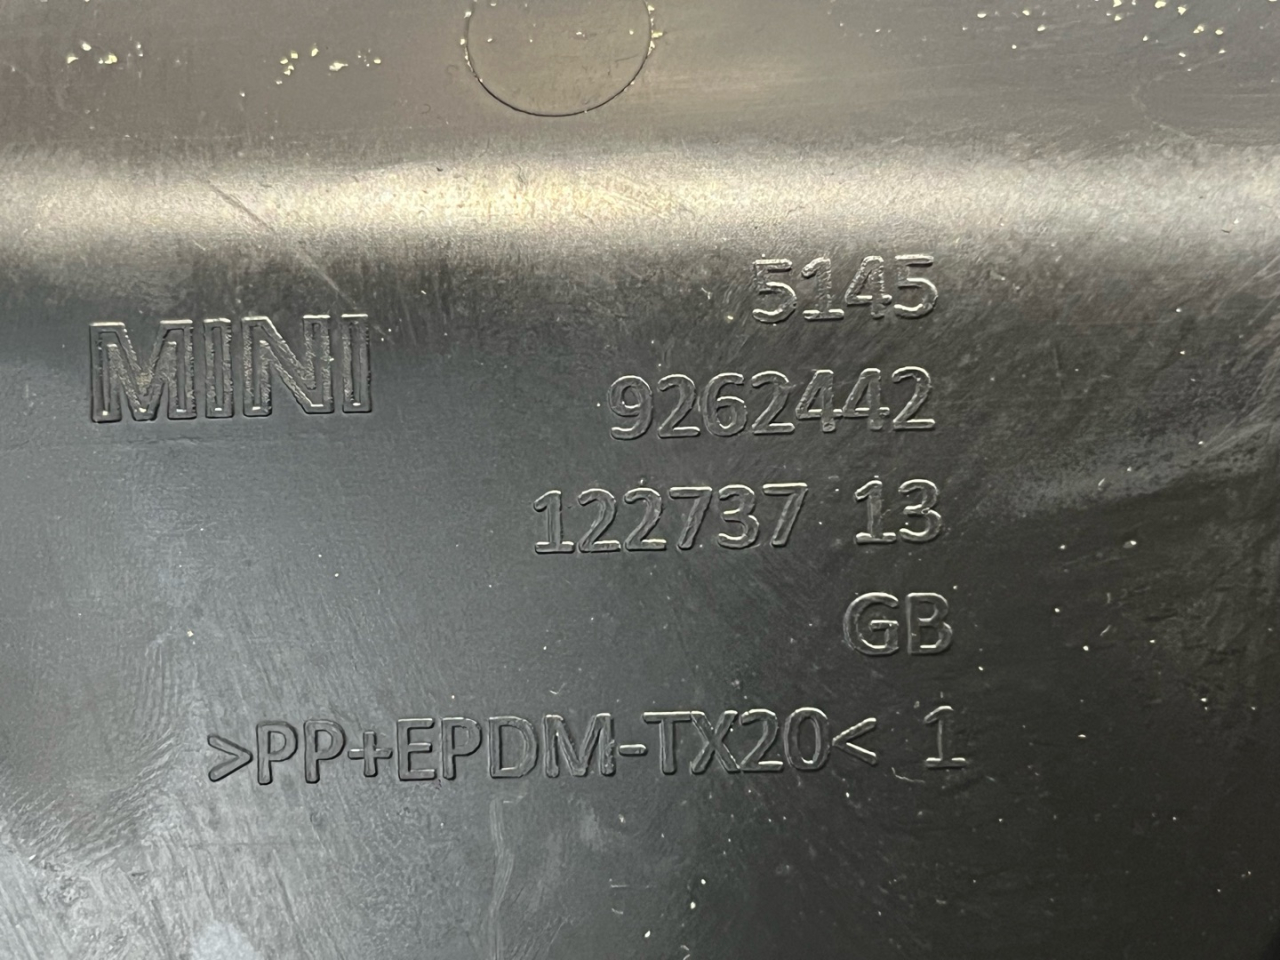 MINI
5145
9262442
122737 13
GB
>PP+EPDM-TX20< 1